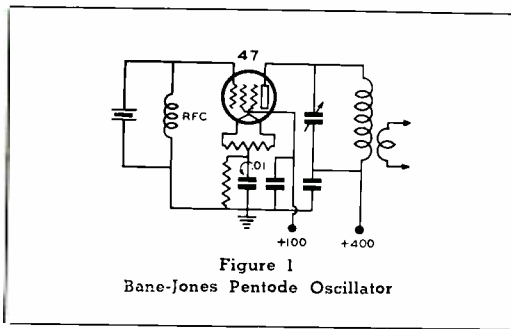 47
RFC
.01
+100
+400
Figure 1
Bane-Jones Pentode Oscillator